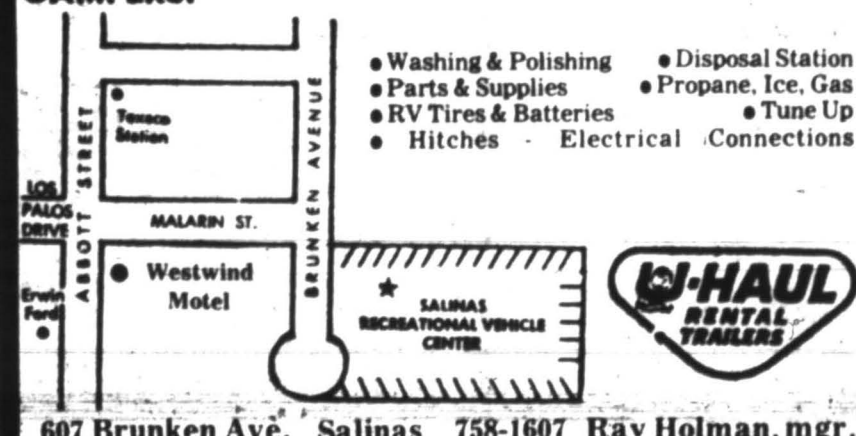 • Washing & Polishing
• Parts & Supplies
• RV Tires & Batteries
• Disposal Station
• Propane, Ice, Gas
• Tune Up
• Hitches - Electrical Connections
Texaco
Station
ABBOTT STREET
BRUNKEN AVENUE
LOS
PALOS
DRIVE
MALARIN ST.
Erwin
Ford
Westwind
Motel
SALINAS
RECREATIONAL VEHICLE
CENTER
U-HAUL
RENTAL
TRAILERS
607 Brunken Ave. Salinas 758-1607 Ray Holman, mgr.